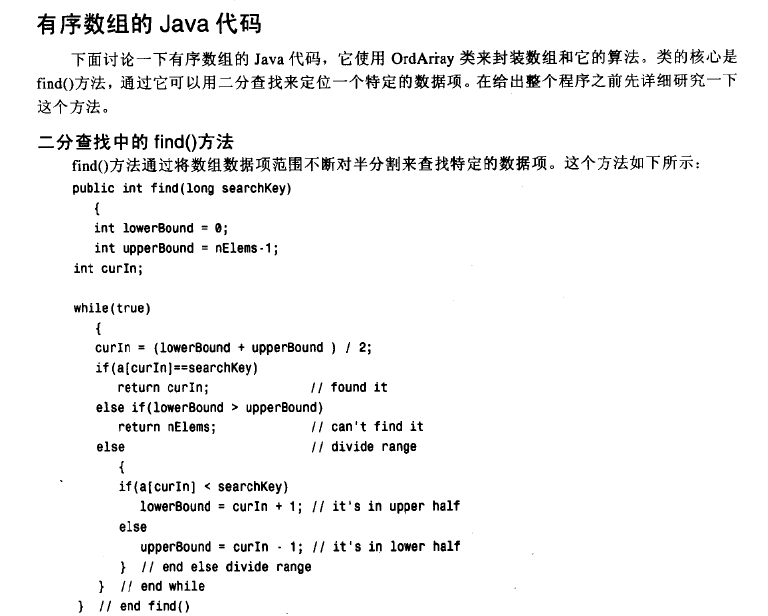 有序数组的 Java 代码
下面讨论一下有序数组的 Java 代码，它使用 OrdArray 类来封装数组和它的算法。类的核心是
find()方法，通过它可以用二分查找来定位一个特定的数据项。在给出整个程序之前先详细研究一下
这个方法。
二分查找中的 find()方法
find()方法通过将数组数据项范围不断对半分割来查找特定的数据项。这个方法如下所示：
public int find(long searchKey)
{
int lowerBound = 0;
int upperBound = nElems-1;
int curIn;
while(true)
{
curIn = (lowerBound + upperBound ) / 2;
if(a[curIn]==searchKey)
return curIn; // found it
else if(lowerBound > upperBound)
return nElems; // can't find it
else // divide range
{
if(a[curIn] < searchKey)
lowerBound = curIn + 1; // it's in upper half
else
upperBound = curIn - 1; // it's in lower half
} // end else divide range
} // end while
} // end find()